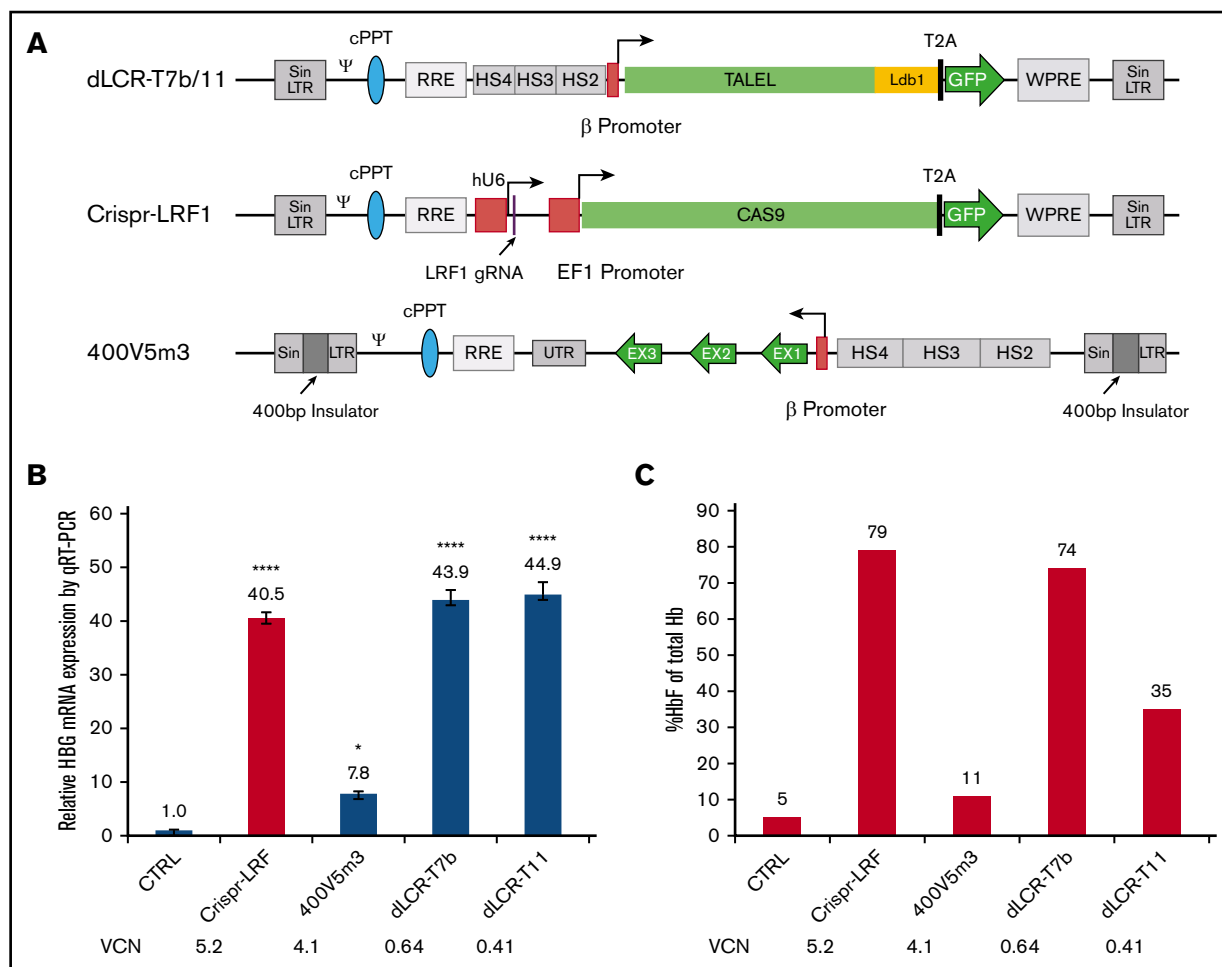 A
dLCR-T7b/11
Sin LTR
Ψ
cPPT
RRE
HS4
HS3
HS2
β Promoter
TALEL
Ldb1
T2A
GFP
WPRE
Sin LTR
Crispr-LRF1
Sin LTR
Ψ
cPPT
RRE
hU6
LRF1 gRNA
EF1 Promoter
CAS9
T2A
GFP
WPRE
Sin LTR
400V5m3
Sin
LTR
400bp Insulator
Ψ
cPPT
RRE
UTR
EX3
EX2
EX1
β Promoter
HS4
HS3
HS2
Sin
LTR
400bp Insulator
B
Relative HBG mRNA expression by qRT-PCR
60
50
40
30
20
10
0
1.0
****
40.5
*
7.8
****
43.9
****
44.9
CTRL
Crispr-LRF
400V5m3
dLCR-T7b
dLCR-T11
VCN 5.2 4.1 0.64 0.41
C
%HbF of total Hb
90
80
70
60
50
40
30
20
10
0
5
79
11
74
35
CTRL
Crispr-LRF
400V5m3
dLCR-T7b
dLCR-T11
VCN 5.2 4.1 0.64 0.41